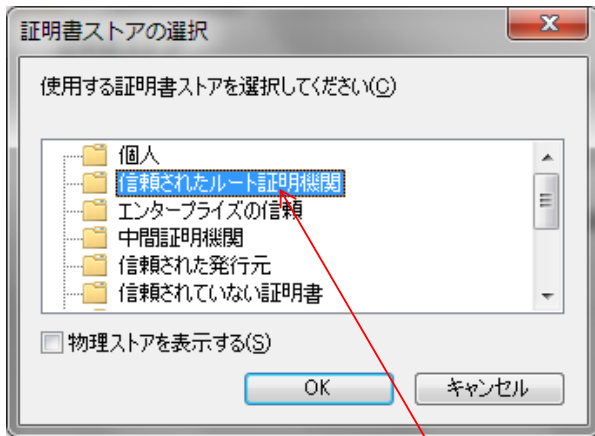 証明書ストアの選択
使用する証明書ストアを選択してください(C)
個人
信頼されたルート証明機関
エンタープライズの信頼
中間証明機関
信頼された発行元
信頼されていない証明書
物理ストアを表示する(S)
OK
キャンセル